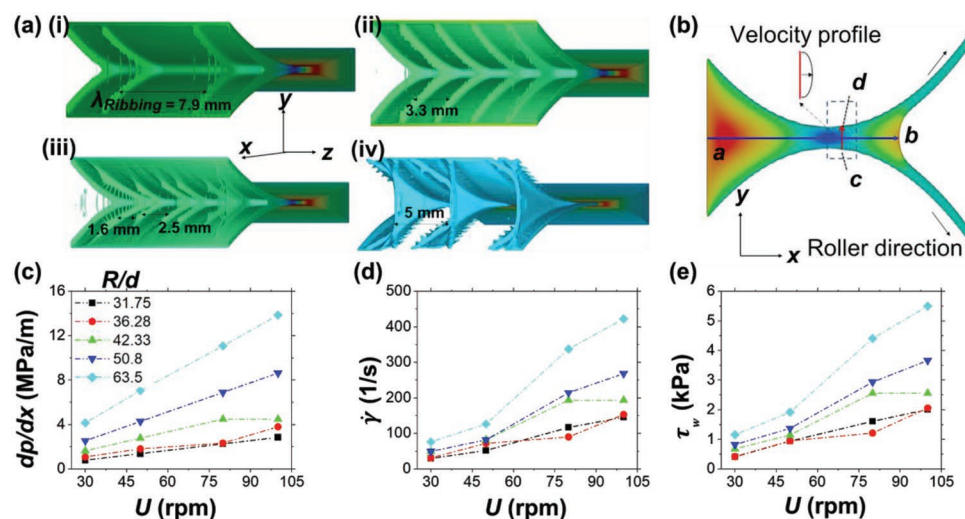 (a) (i)
λRibbing = 7.9 mm
y
x
z
(ii)
3.3 mm
(iii)
1.6 mm
2.5 mm
(iv)
5 mm
(b)
Velocity profile
d
a
b
c
y
x
Roller direction
(c)
R/d
31.75
36.28
42.33
50.8
63.5
dp/dx (MPa/m)
16
12
8
4
0
30 45 60 75 90 105
U (rpm)
(d)
γ̇ (1/s)
500
400
300
200
100
0
30 45 60 75 90 105
U (rpm)
(e)
τw (kPa)
6
5
4
3
2
1
0
30 45 60 75 90 105
U (rpm)